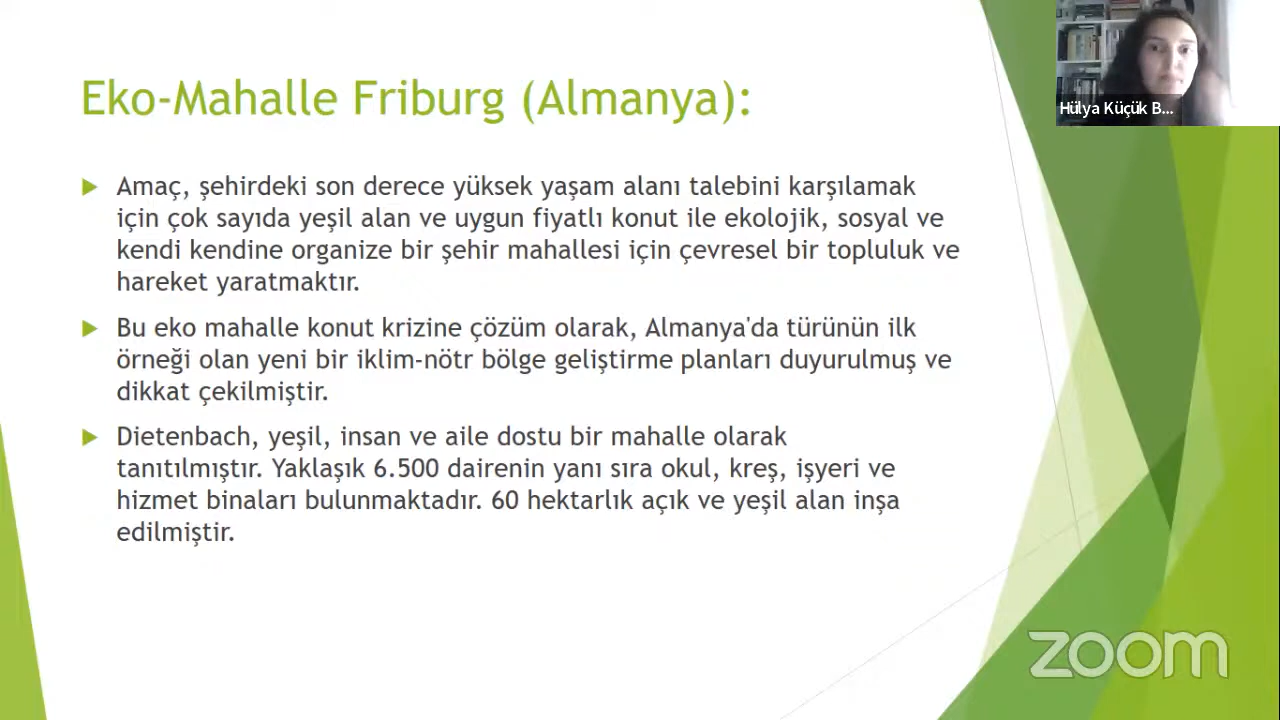 Eko-Mahalle Friburg (Almanya):
Hülya Küçük B...
Amaç, şehirdeki son derece yüksek yaşam alanı talebini karşılamak
için çok sayıda yeşil alan ve uygun fiyatlı konut ile ekolojik, sosyal ve
kendi kendine organize bir şehir mahallesi için çevresel bir topluluk ve
hareket yaratmaktır.
Bu eko mahalle konut krizine çözüm olarak, Almanya'da türünün ilk
örneği olan yeni bir iklim-nötr bölge geliştirme planları duyurulmuş ve
dikkat çekilmiştir.
Dietenbach, yeşil, insan ve aile dostu bir mahalle olarak
tanıtılmıştır. Yaklaşık 6.500 dairenin yanı sıra okul, kreş, işyeri ve
hizmet binaları bulunmaktadır. 60 hektarlık açık ve yeşil alan inşa
edilmiştir.
zoom